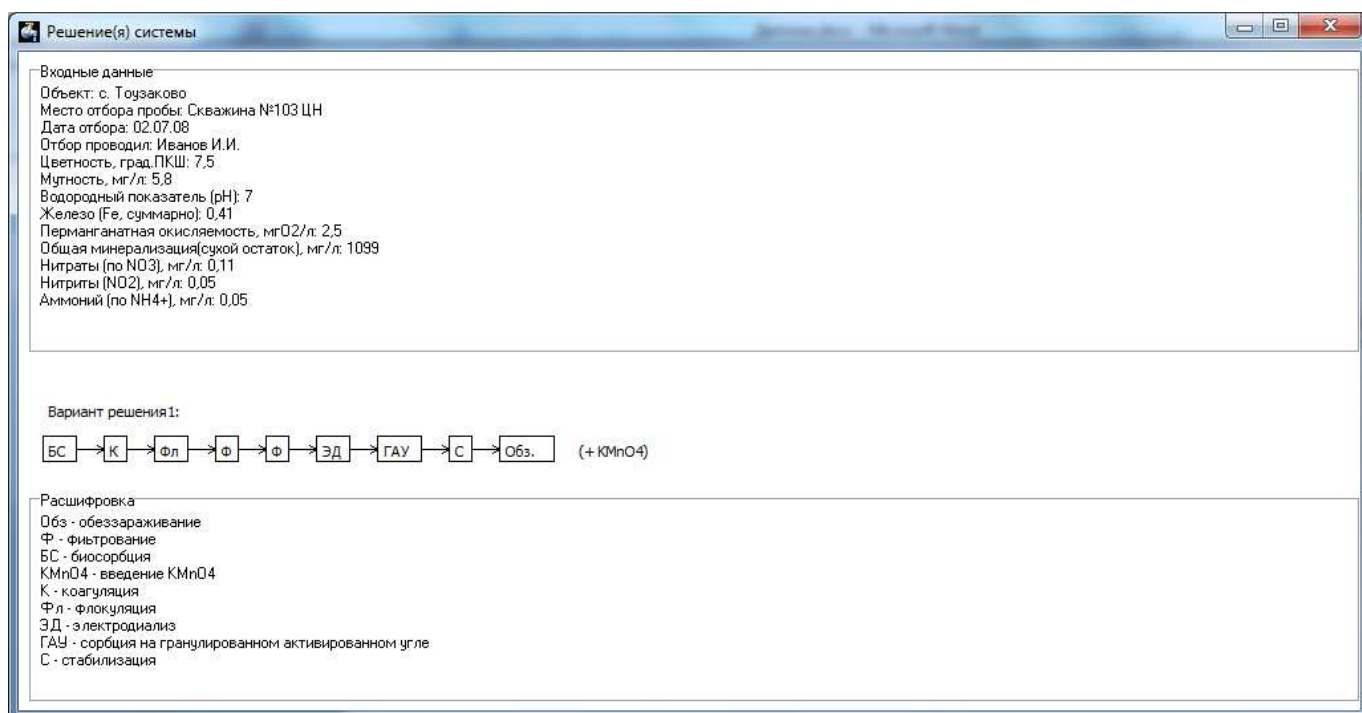 Решение(я) системы
Входные данные
Объект: с. Тоузаково
Место отбора пробы: Скважина №103 ЦН
Дата отбора: 02.07.08
Отбор проводил: Иванов И.И.
Цветность, град.ПКШ: 7,5
Мутность, мг/л: 5,8
Водородный показатель (pH): 7
Железо (Fe, суммарно): 0,41
Перманганатная окисляемость, мгО2/л: 2,5
Общая минерализация(сухой остаток), мг/л: 1099
Нитраты (по NO3), мг/л: 0,11
Нитриты (NO2), мг/л: 0,05
Аммоний (по NH4+), мг/л: 0,05
Вариант решения1:
БС К Фл Ф Ф ЭД ГАУ С Обз. (+ KMnO4)
Расшифровка
Обз - обеззараживание
Ф - фиьтрование
БС - биосорбция
KMnO4 - введение KMnO4
К - коагуляция
Фл - флокуляция
ЭД - электродиализ
ГАУ - сорбция на гранулированном активированном угле
С - стабилизация